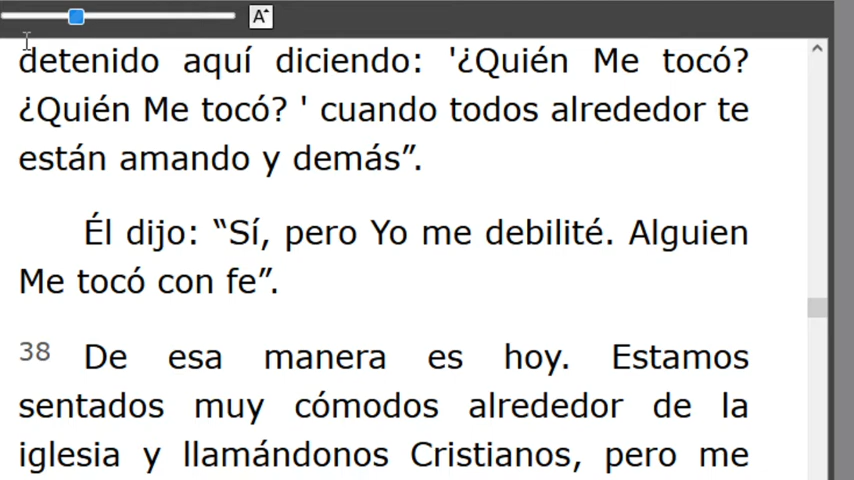 A
detenido aquí diciendo: '¿Quién Me tocó?
¿Quién Me tocó? ' cuando todos alrededor te
están amando y demás”.
Él dijo: “Sí, pero Yo me debilité. Alguien
Me tocó con fe”.
38 De esa manera es hoy. Estamos
sentados muy cómodos alrededor de la
iglesia y llamándonos Cristianos, pero me